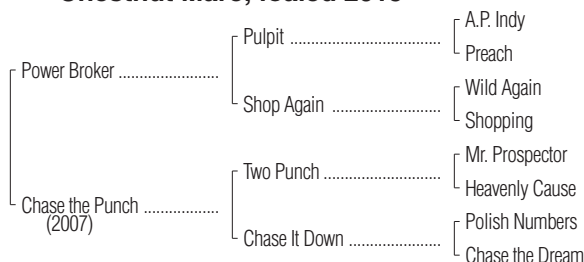 Chestnut Mare; foaled 2015
A.P. Indy
Pulpit
Preach
Power Broker
Wild Again
Shop Again
Shopping
Mr. Prospector
Two Punch
Heavenly Cause
Chase the Punch
(2007)
Polish Numbers
Chase It Down
Chase the Dream